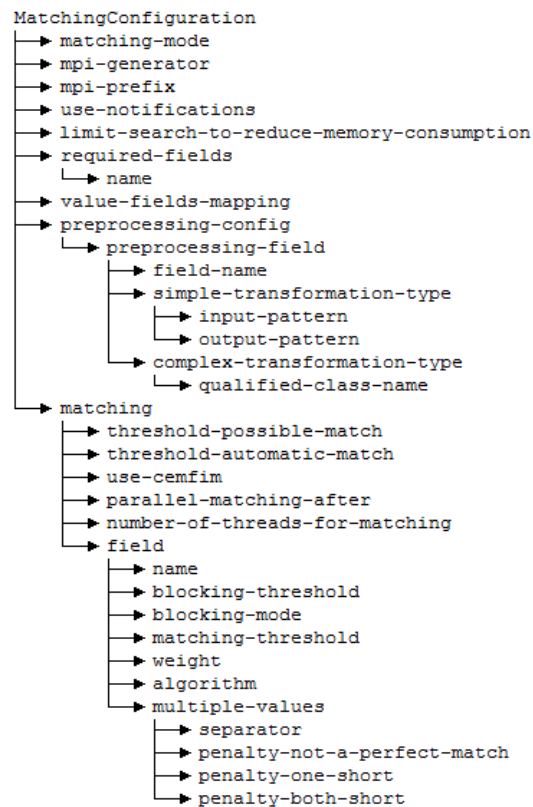 MatchingConfiguration
matching-mode
mpi-generator
mpi-prefix
use-notifications
limit-search-to-reduce-memory-consumption
required-fields
name
value-fields-mapping
preprocessing-config
preprocessing-field
field-name
simple-transformation-type
input-pattern
output-pattern
complex-transformation-type
qualified-class-name
matching
threshold-possible-match
threshold-automatic-match
use-cemfim
parallel-matching-after
number-of-threads-for-matching
field
name
blocking-threshold
blocking-mode
matching-threshold
weight
algorithm
multiple-values
separator
penalty-not-a-perfect-match
penalty-one-short
penalty-both-short